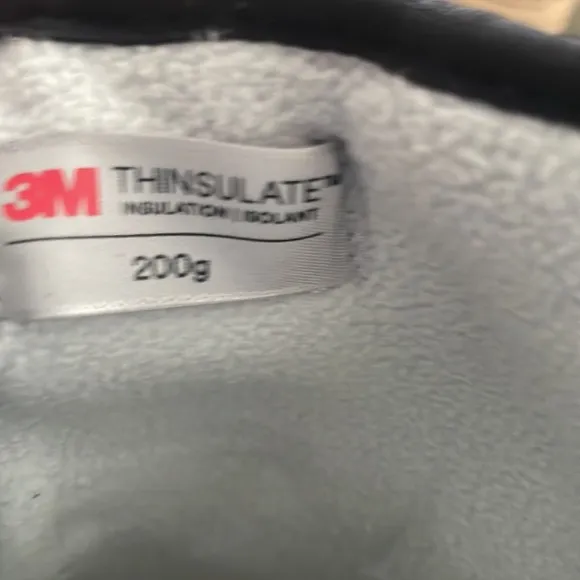 3M THINSULATE™
INSULATION | ISOLANT
200g